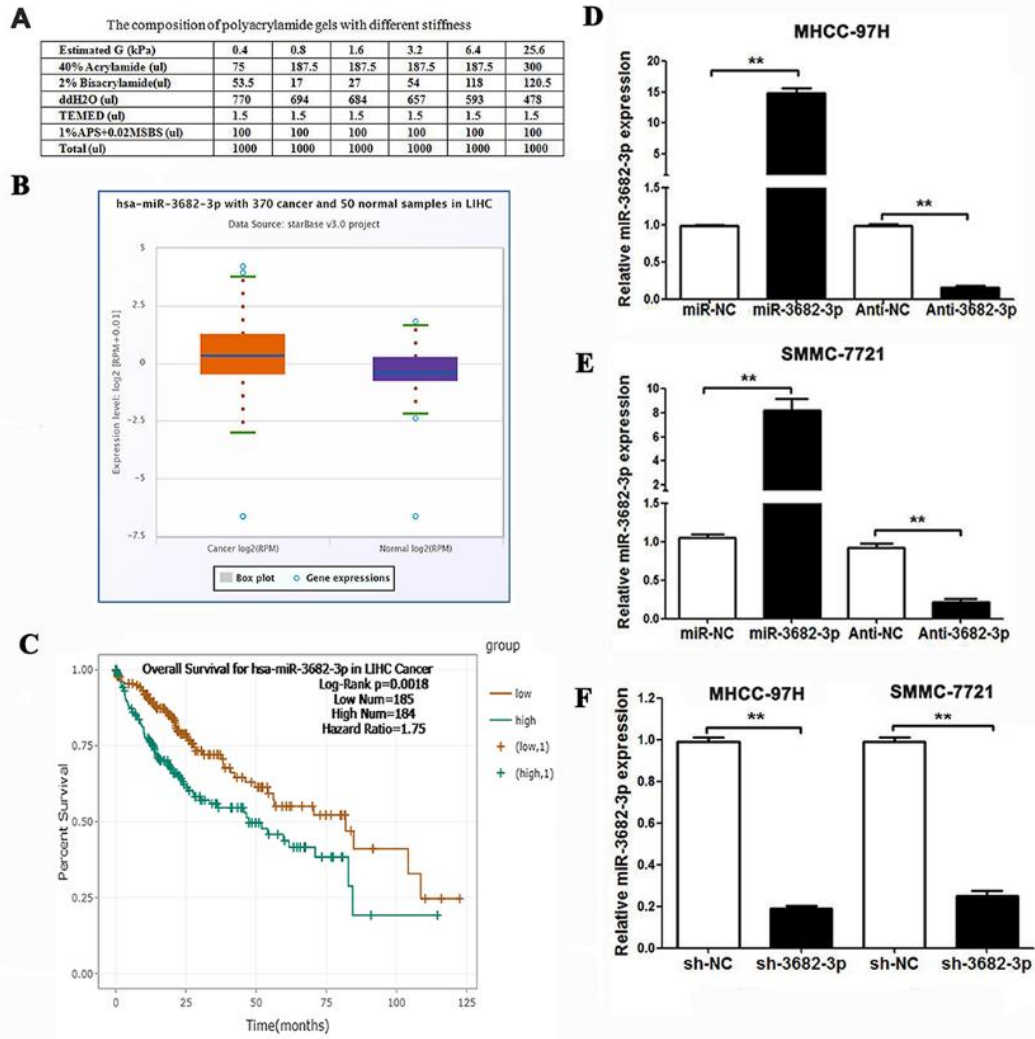 A
The composition of polyacrylamide gels with different stiffness
Estimated G (kPa) 0.4 0.8 1.6 3.2 6.4 25.6
40% Acrylamide (ul) 75 187.5 187.5 187.5 187.5 300
2% Bisacrylamide(ul) 53.5 17 27 54 118 120.5
ddH2O (ul) 770 694 684 657 593 478
TEMED (ul) 1.5 1.5 1.5 1.5 1.5 1.5
1%APS+0.02MSBS (ul) 100 100 100 100 100 100
Total (ul) 1000 1000 1000 1000 1000 1000
B
hsa-miR-3682-3p with 370 cancer and 50 normal samples in LIHC
Data Source: starBase v3.0 project
Expression level: log2 [RPM+0.01]
5
2.5
0
-2.5
-5
-7.5
Cancer log2(RPM) Normal log2(RPM)
Box plot Gene expressions
C
Overall Survival for hsa-miR-3682-3p in LIHC Cancer
Log-Rank p=0.0018
Low Num=185
High Num=184
Hazard Ratio=1.75
group
low
high
(low,1)
(high,1)
Percent Survival
1.00
0.75
0.50
0.25
0.00
0 25 50 75 100 125
Time(months)
D
MHCC-97H
Relative miR-3682-3p expression
20
15
10
5
1.5
1.0
0.5
0.0
** **
miR-NC miR-3682-3p Anti-NC Anti-3682-3p
E
SMMC-7721
Relative miR-3682-3p expression
10
8
6
4
2
1.5
1.0
0.5
0.0
** **
miR-NC miR-3682-3p Anti-NC Anti-3682-3p
F
MHCC-97H SMMC-7721
Relative miR-3682-3p expression
1.2
1.0
0.8
0.6
0.4
0.2
0.0
** **
sh-NC sh-3682-3p sh-NC sh-3682-3p